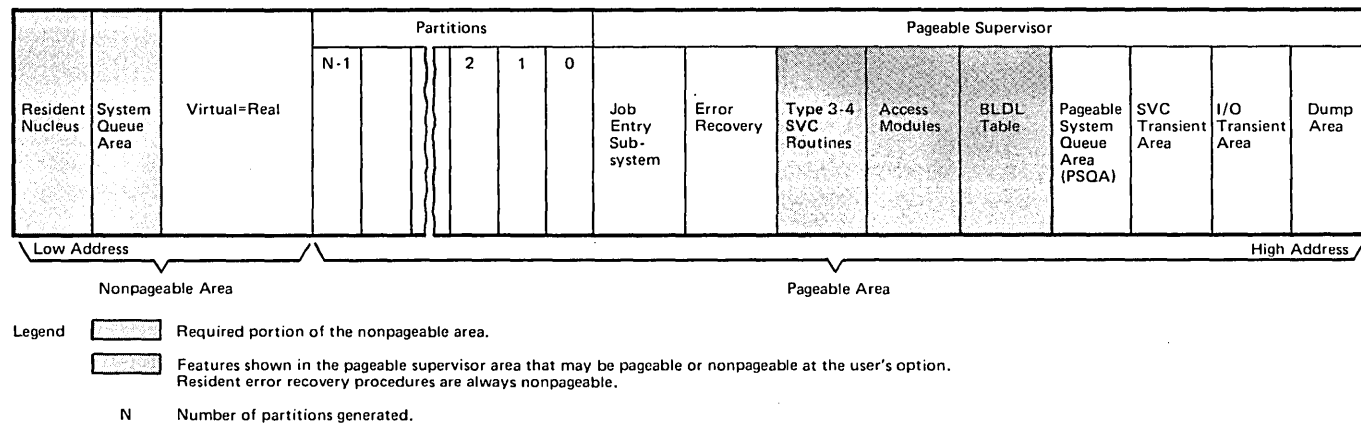 Partitions
Pageable Supervisor
N-1
2
1
0
Resident
Nucleus
System
Queue
Area
Virtual=Real
Job
Entry
Sub-
system
Error
Recovery
Type 3-4
SVC
Routines
Access
Modules
BLDL
Table
Pageable
System
Queue
Area
(PSQA)
SVC
Transient
Area
I/O
Transient
Area
Dump
Area
Low Address
High Address
Nonpageable Area
Pageable Area
Legend
Required portion of the nonpageable area.
Features shown in the pageable supervisor area that may be pageable or nonpageable at the user's option.
Resident error recovery procedures are always nonpageable.
N Number of partitions generated.